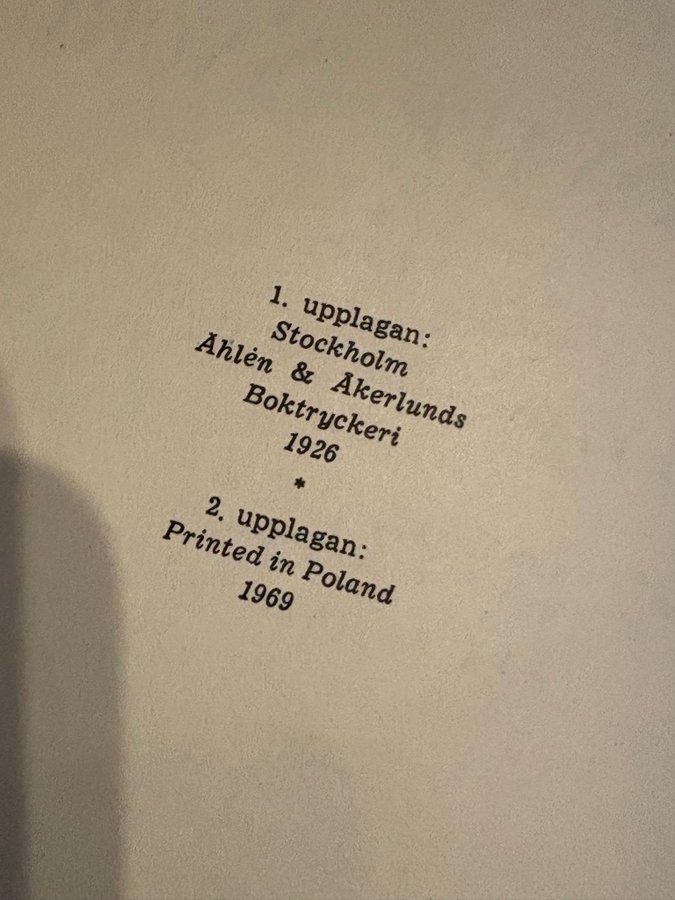 1. upplagan:
Stockholm
Åhlén & Åkerlunds
Boktryckeri
1926
*
2. upplagan:
Printed in Poland
1969